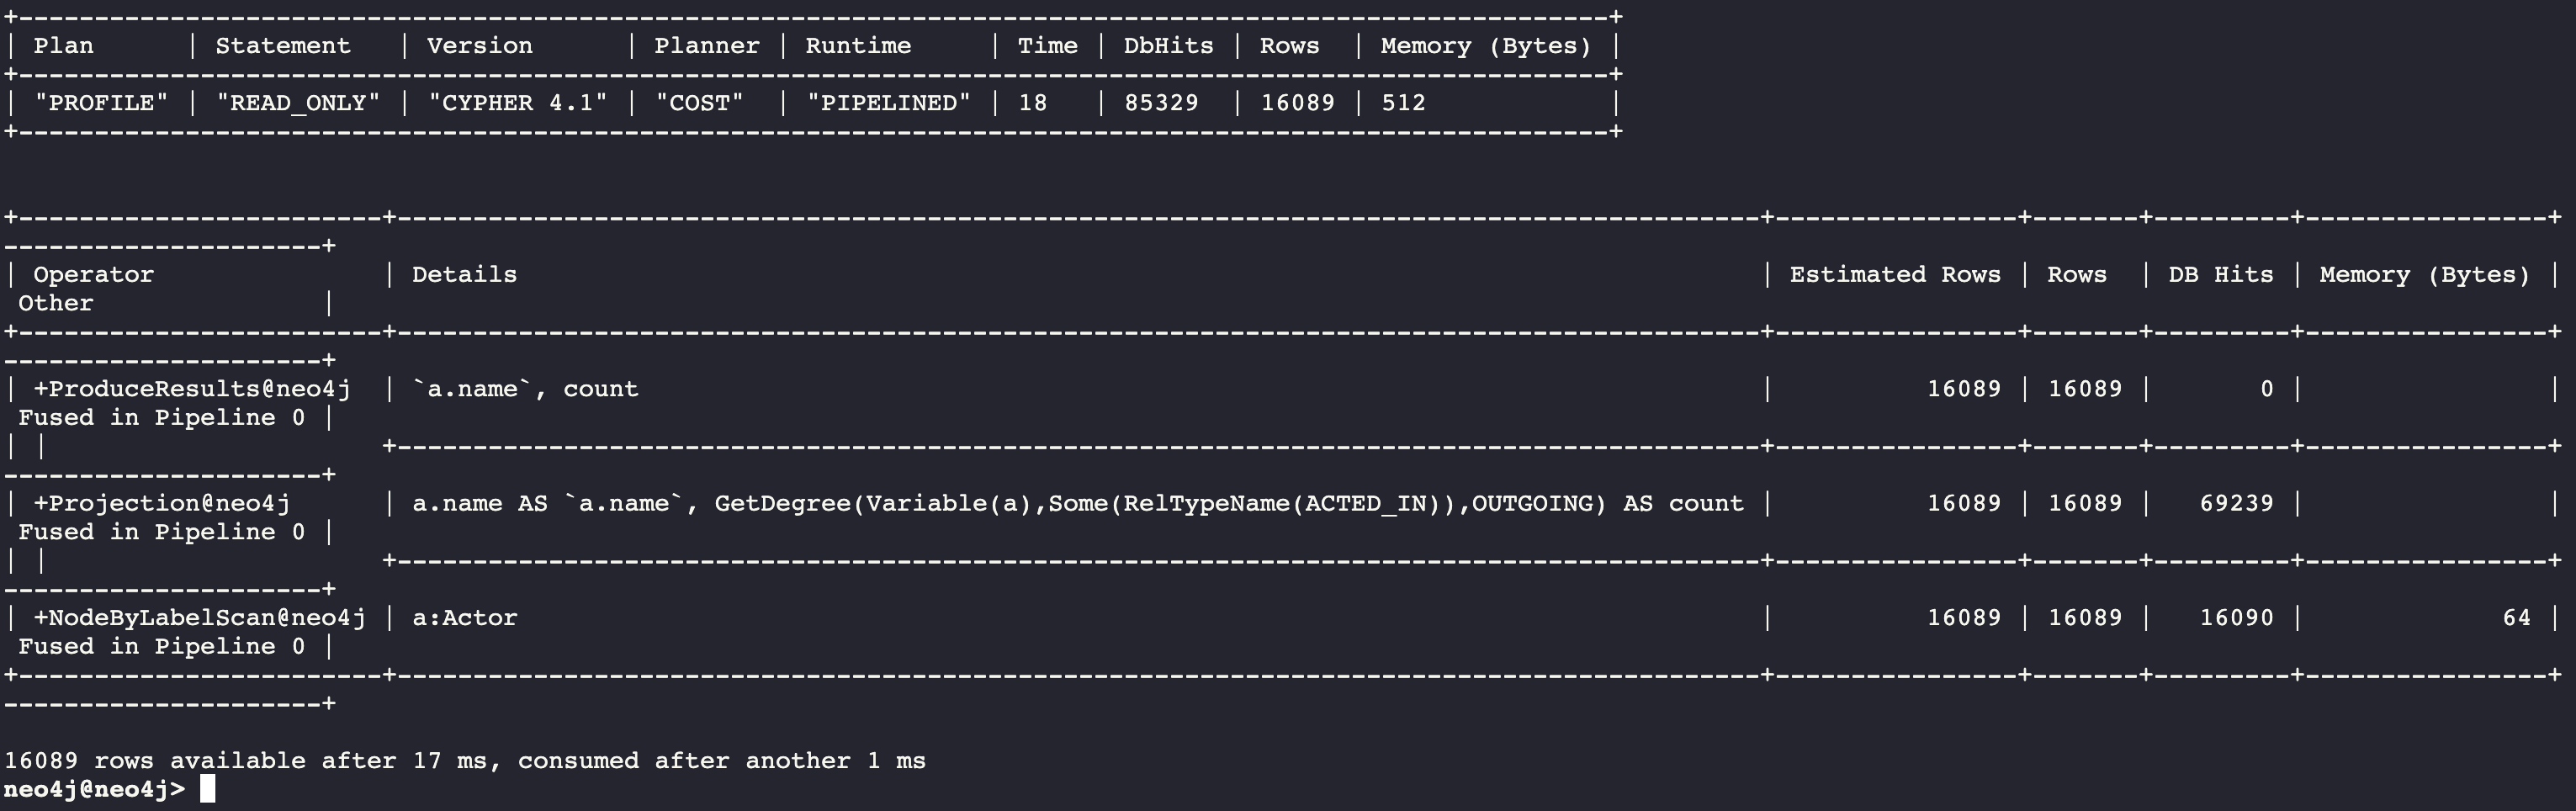 +---------------------------------------------------------------------------------------------------------+
| Plan      | Statement   | Version      | Planner | Runtime     | Time | DbHits | Rows  | Memory (Bytes) |
+---------------------------------------------------------------------------------------------------------+
| "PROFILE" | "READ_ONLY" | "CYPHER 4.1" | "COST"  | "PIPELINED" | 18   | 85329  | 16089 | 512            |
+---------------------------------------------------------------------------------------------------------+
+------------------------+------------------------------------------------------------------------------------------+----------------+-------+---------+----------------+
---------------------+
| Operator               | Details                                                                                  | Estimated Rows | Rows  | DB Hits | Memory (Bytes) |
 Other               |
+------------------------+------------------------------------------------------------------------------------------+----------------+-------+---------+----------------+
---------------------+
| +ProduceResults@neo4j  | `a.name`, count                                                                          |          16089 | 16089 |       0 |                |
 Fused in Pipeline 0 |
| |                      +------------------------------------------------------------------------------------------+----------------+-------+---------+----------------+
---------------------+
| +Projection@neo4j      | a.name AS `a.name`, GetDegree(Variable(a),Some(RelTypeName(ACTED_IN)),OUTGOING) AS count |          16089 | 16089 |   69239 |                |
 Fused in Pipeline 0 |
| |                      +------------------------------------------------------------------------------------------+----------------+-------+---------+----------------+
---------------------+
| +NodeByLabelScan@neo4j | a:Actor                                                                                  |          16089 | 16089 |   16090 |             64 |
 Fused in Pipeline 0 |
+------------------------+------------------------------------------------------------------------------------------+----------------+-------+---------+----------------+
---------------------+
16089 rows available after 17 ms, consumed after another 1 ms
neo4j@neo4j>